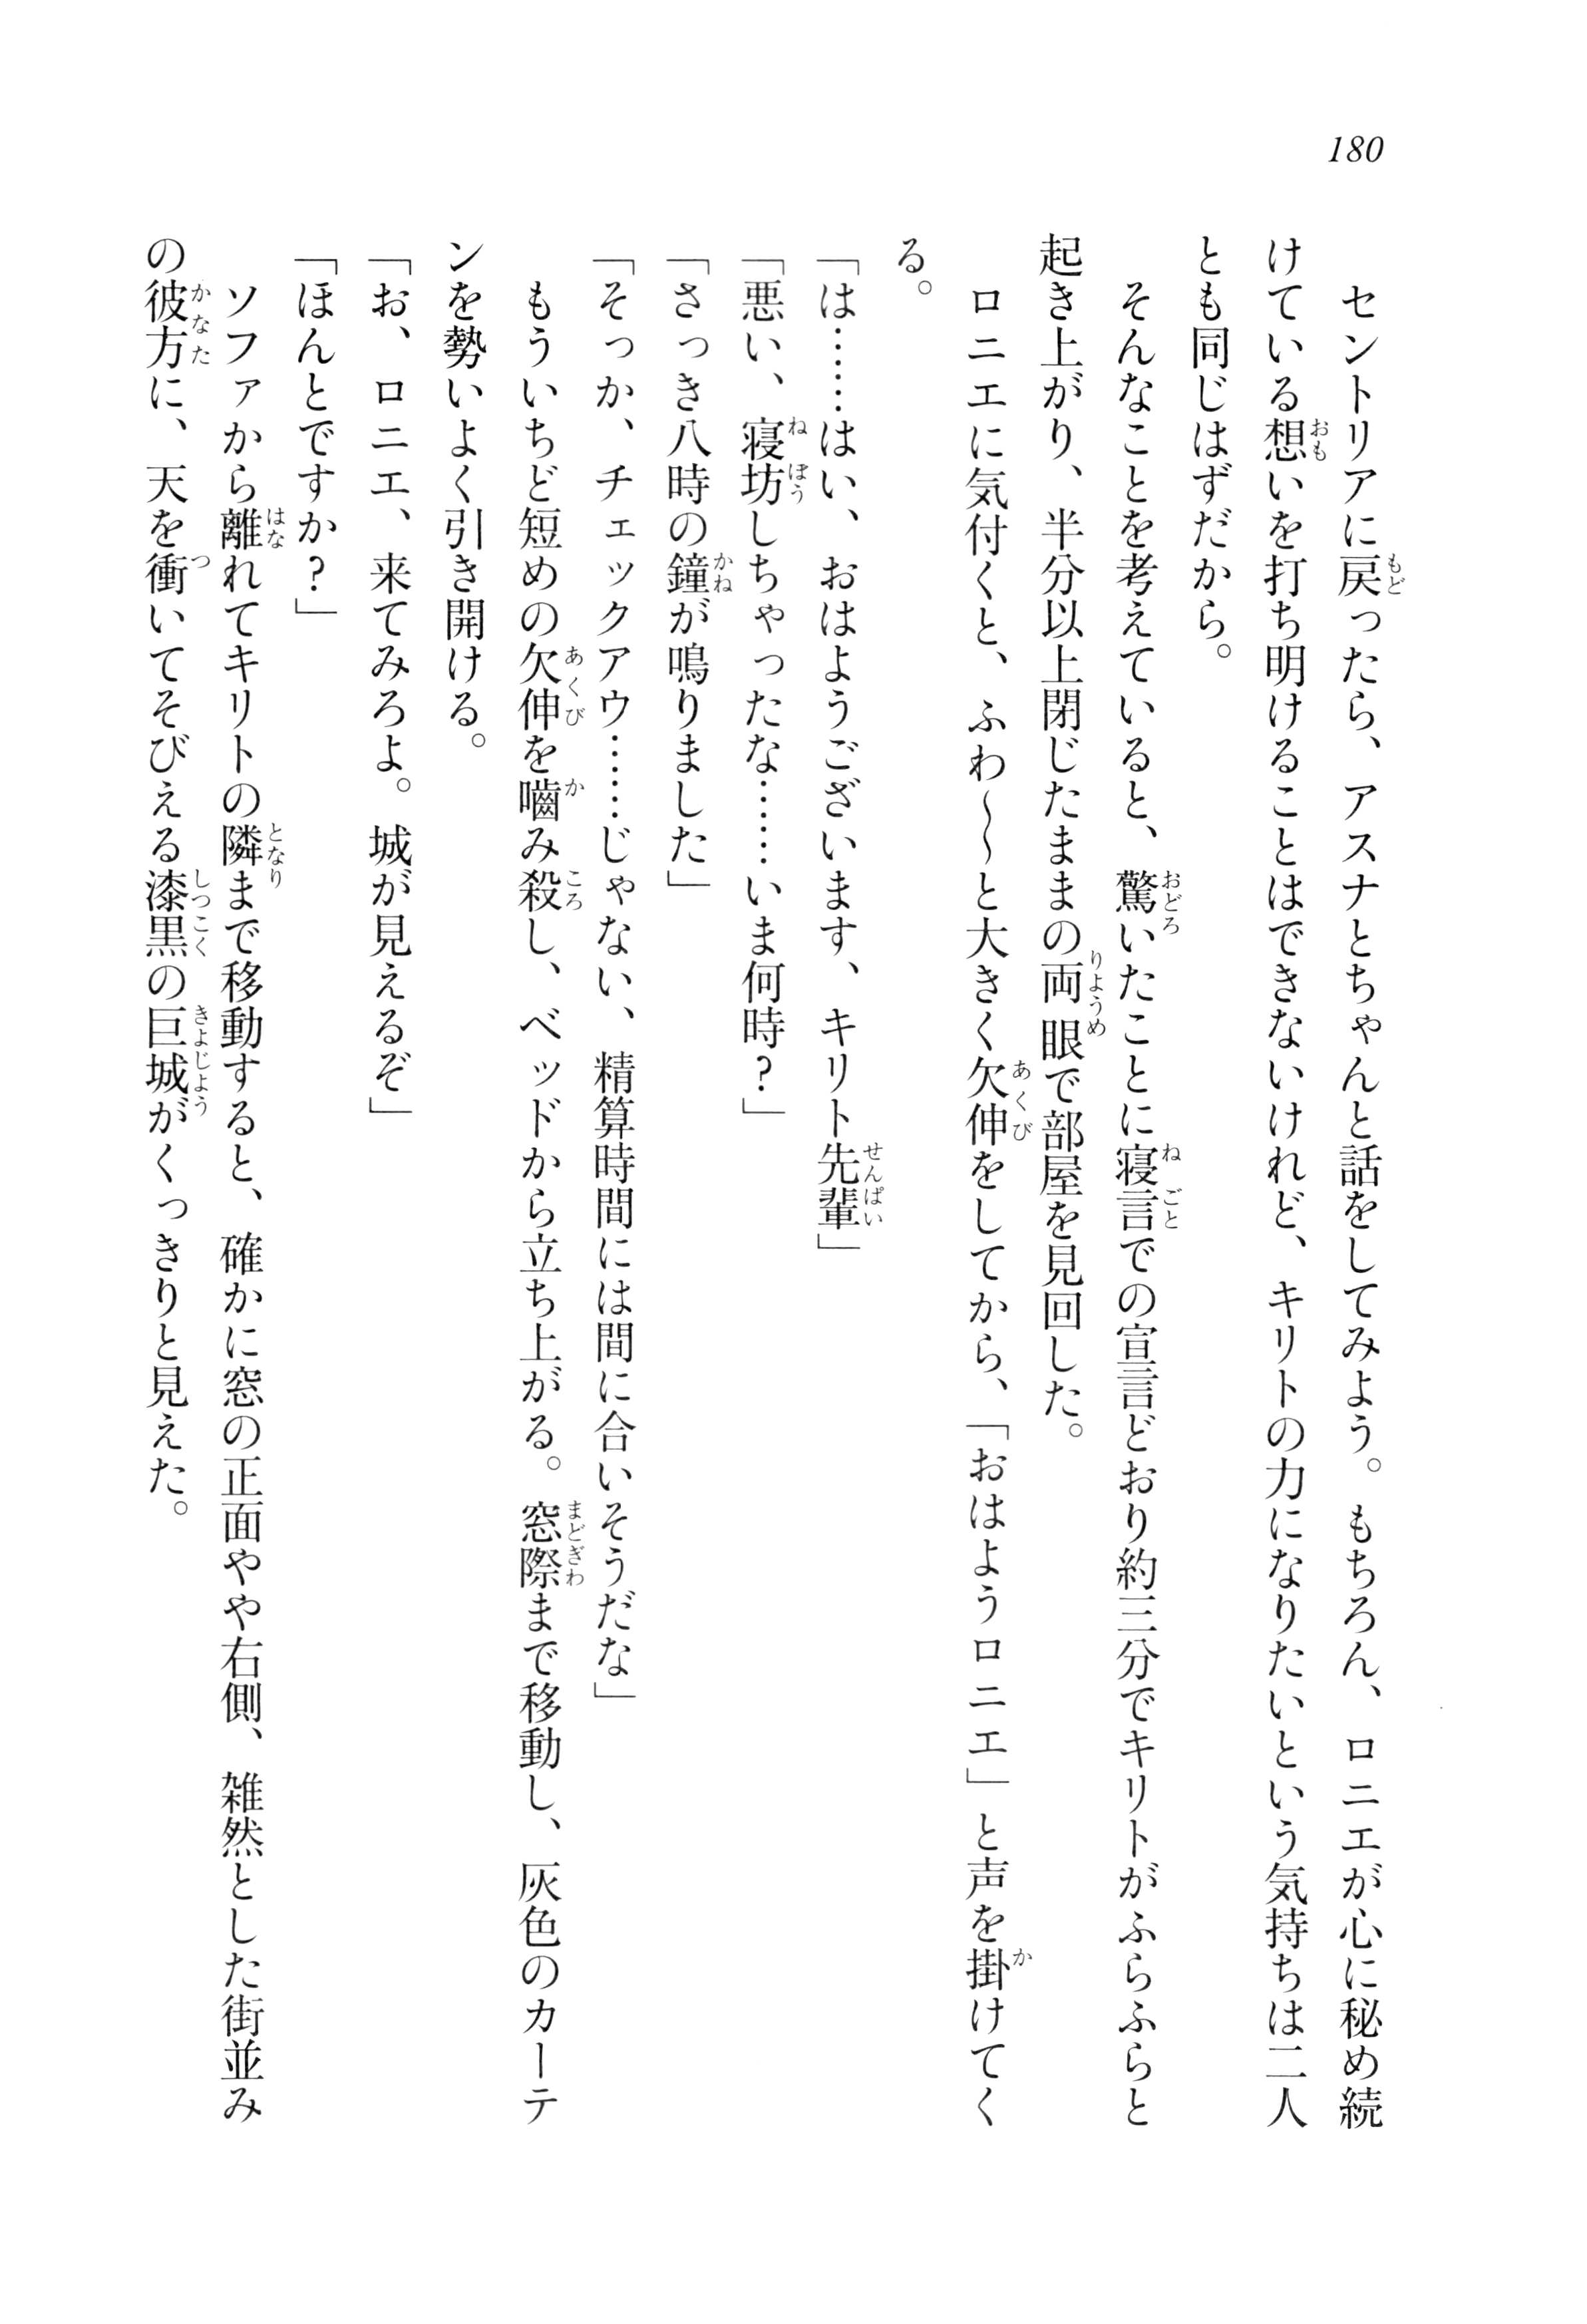 180
　セントリアに戻ったら、アスナとちゃんと話をしてみよう。もちろん、ロニエが心に秘め続
けている想いを打ち明けることはできないけれど、キリトの力になりたいという気持ちは二人
とも同じはずだから。
　そんなことを考えていると、驚いたことに寝言での宣言どおり約三分でキリトがふらふらと
起き上がり、半分以上閉じたままの両眼で部屋を見回した。
　ロニエに気付くと、ふわ〜〜と大きく欠伸をしてから、「おはようロニエ」と声を掛けてく
る。
「は……はい、おはようございます、キリト先輩」
「悪い、寝坊しちゃったな……いま何時？」
「さっき八時の鐘が鳴りました」
「そっか、チェックアウ……じゃない、精算時間には間に合いそうだな」
　もういちど短めの欠伸を嚙み殺し、ベッドから立ち上がる。窓際まで移動し、灰色のカーテ
ンを勢いよく引き開ける。
「お、ロニエ、来てみろよ。城が見えるぞ」
「ほんとですか？」
　ソファから離れてキリトの隣まで移動すると、確かに窓の正面やや右側、雑然とした街並み
の彼方に、天を衝いてそびえる漆黒の巨城がくっきりと見えた。